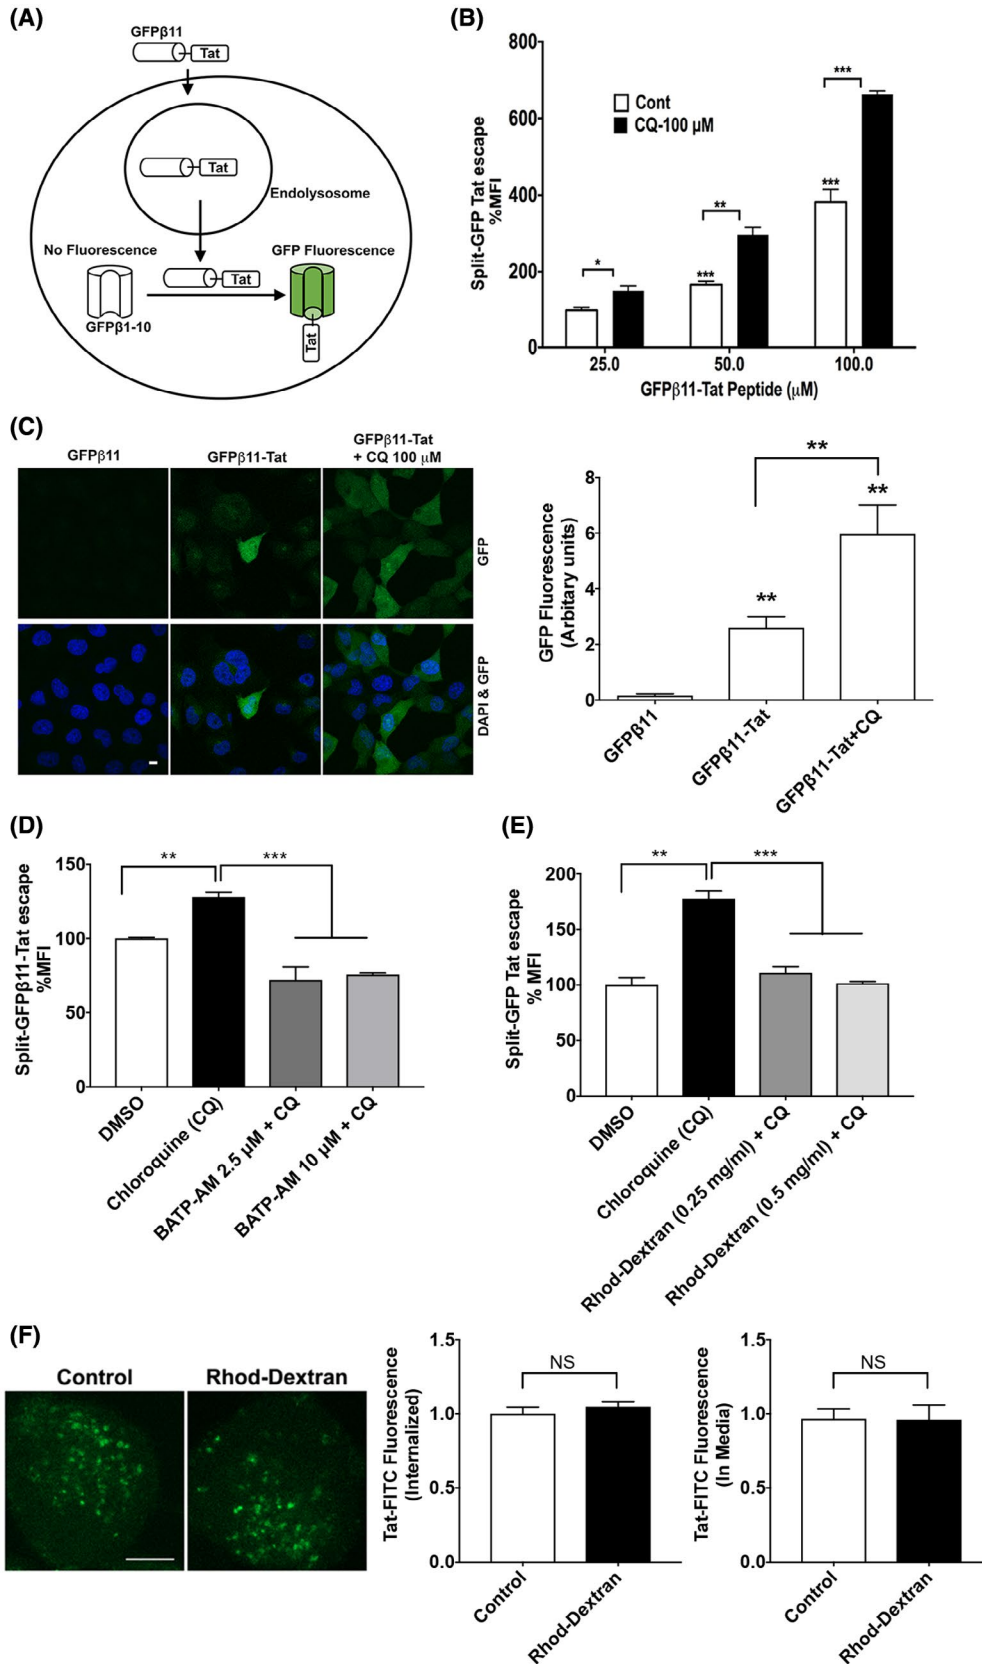 (A)
GFPβ11
Tat
Tat
Endolysosome
No Fluorescence
GFP Fluorescence
Tat
GFPβ1-10
Tat
(B)
Split-GFP Tat escape
%MFI
800
600
400
200
0
Cont
CQ-100 μM
*
***
**
***
***
25.0
50.0
100.0
GFPβ11-Tat Peptide (μM)
(C)
GFPβ11
GFPβ11-Tat
GFPβ11-Tat
+ CQ 100 μM
GFP
DAPI & GFP
GFP Fluorescence
(Arbitary units)
8
6
4
2
0
**
**
**
GFPβ11
GFPβ11-Tat
GFPβ11-Tat+CQ
(D)
Split-GFPβ11-Tat escape
%MFI
150
100
50
0
**
***
DMSO
Chloroquine (CQ)
BATP-AM 2.5 μM + CQ
BATP-AM 10 μM + CQ
(E)
Split-GFP Tat escape
% MFI
200
150
100
50
0
**
***
DMSO
Chloroquine (CQ)
Rhod-Dextran (0.25 mg/ml) + CQ
Rhod-Dextran (0.5 mg/ml) + CQ
(F)
Control
Rhod-Dextran
Tat-FITC Fluorescence
(Internalized)
1.5
1.0
0.5
0.0
NS
Control
Rhod-Dextran
Tat-FITC Fluorescence
(In Media)
1.5
1.0
0.5
0.0
NS
Control
Rhod-Dextran